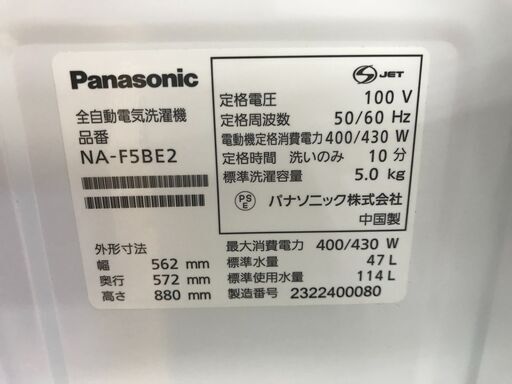 Panasonic
全自動電気洗濯機
品番
NA-F5BE2
外形寸法
幅 562 mm
奥行 572 mm
高さ 880 mm
S JET
定格電圧 100 V
定格周波数 50/60 Hz
電動機定格消費電力 400/430 W
定格時間 洗いのみ 10 分
標準洗濯容量 5.0 kg
PS E パナソニック株式会社
中国製
最大消費電力 400/430 W
標準水量 47 L
標準使用水量 114 L
製造番号 2322400080